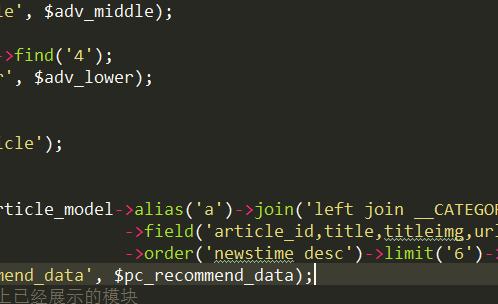 le', $adv_middle);
->find('4');
r', $adv_lower);
icle');
rticle_model->alias('a')->join('left join __CATEGOR
->field('article_id,title,titleimg,url
->order('newstime desc')->limit('6')->
mend_data', $pc_recommend_data);
上已经展示的模块